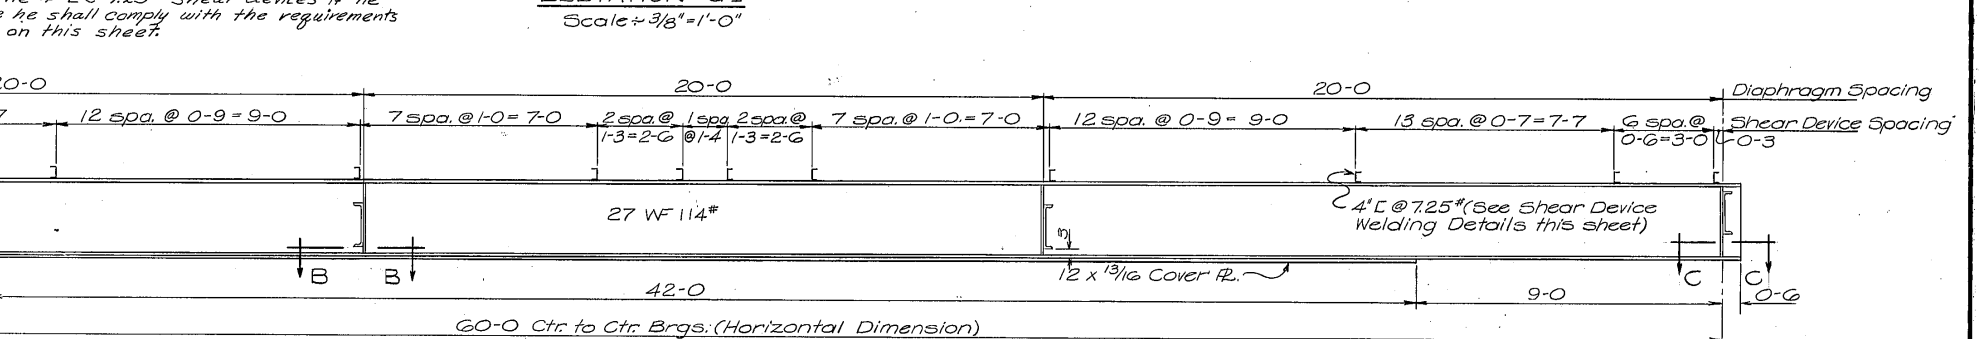 he shall comply with the requirements
on this sheet.
Scale ÷ 3/8"=1'-0"
20-0
20-0
Diaphragm Spacing
12 spa. @ 0-9 = 9-0
7 spa. @ 1-0 = 7-0
2 spa. @
1-3=2-6
1 spa
@ 1-4
2 spa. @
1-3=2-6
7 spa. @ 1-0. = 7-0
12 spa. @ 0-9 = 9-0
13 spa. @ 0-7 = 7-7
6 spa. @
0-6=3-0
0-3
Shear Device Spacing
27 WF 114#
4" [ @ 7.25# (See Shear Device
Welding Details this sheet)
3
12 x 13/16 Cover PL.
B B
C C
42-0
9-0
0-6
60-0 Ctr. to Ctr. Brgs. (Horizontal Dimension)